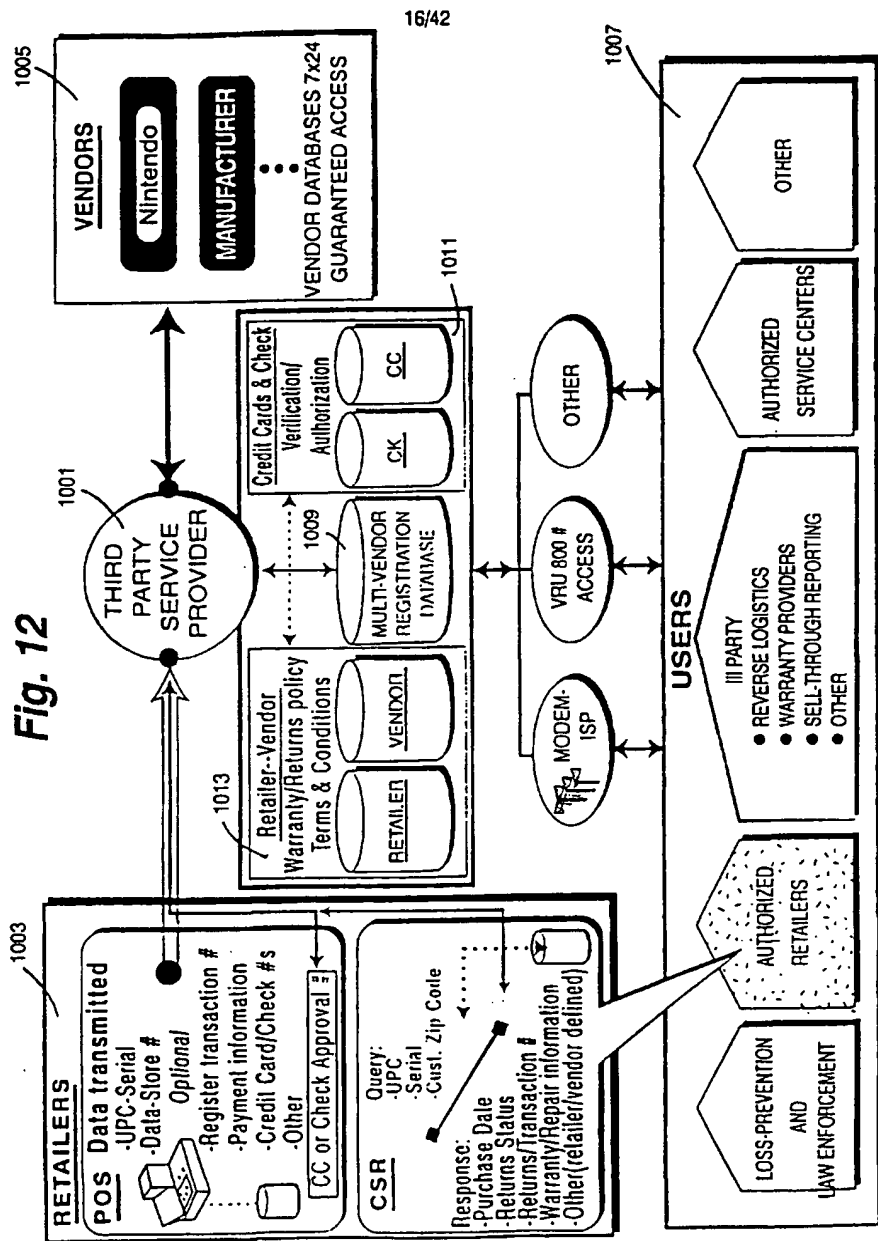 16/42
Fig. 12
RETAILERS
1003
POS Data transmitted
-UPC-Serial
-Data-Store #
Optional
-Register transaction #
-Payment information
-Credit Card/Check #s
-Other
CC or Check Approval #
CSR
Query:
-UPC
-Serial
-Cust. Zip Code
Response:
-Purchase Date
-Returns Status
-Returns/Transaction #
-Warranty/Repair information
-Other(retailer/vendor defined)
1001
THIRD
PARTY
SERVICE
PROVIDER
1005
VENDORS
Nintendo
MANUFACTURER
VENDOR DATABASES 7x24
GUARANTEED ACCESS
1013
Retailer--Vendor
Warranty/Returns policy
Terms & Conditions
RETAILER
VENDOR
1009
MULTI-VENDOR
REGISTRATION
DATABASE
Credit Cards & Check
Verification/
Authorization
CK
CC
1011
MODEM-
ISP
VRU 800 #
ACCESS
OTHER
1007
USERS
LOSS-PREVENTION
AND
LAW ENFORCEMENT
AUTHORIZED
RETAILERS
III PARTY
● REVERSE LOGISTICS
● WARRANTY PROVIDERS
● SELL-THROUGH REPORTING
● OTHER
AUTHORIZED
SERVICE CENTERS
OTHER